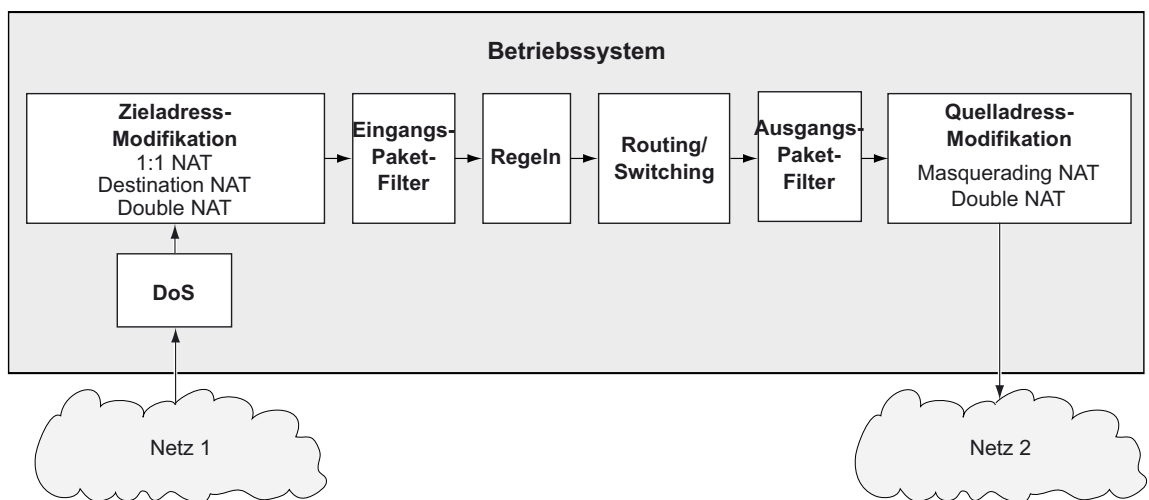 Betriebssystem
Zieladress-
Modifikation
1:1 NAT
Destination NAT
Double NAT
Eingangs-
Paket-
Filter
Regeln
Routing/
Switching
Ausgangs-
Paket-
Filter
Quelladress-
Modifikation
Masquerading NAT
Double NAT
DoS
Netz 1
Netz 2